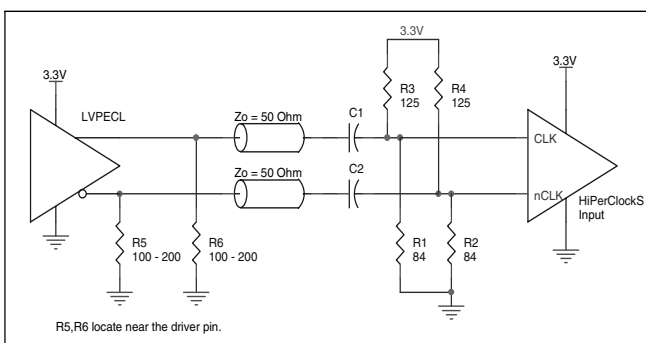 3.3V
3.3V
3.3V
R3
125
R4
125
LVPECL
Zo = 50 Ohm
C1
CLK
Zo = 50 Ohm
C2
nCLK
HiPerClockS
Input
R5
100 - 200
R6
100 - 200
R1
84
R2
84
R5,R6 locate near the driver pin.